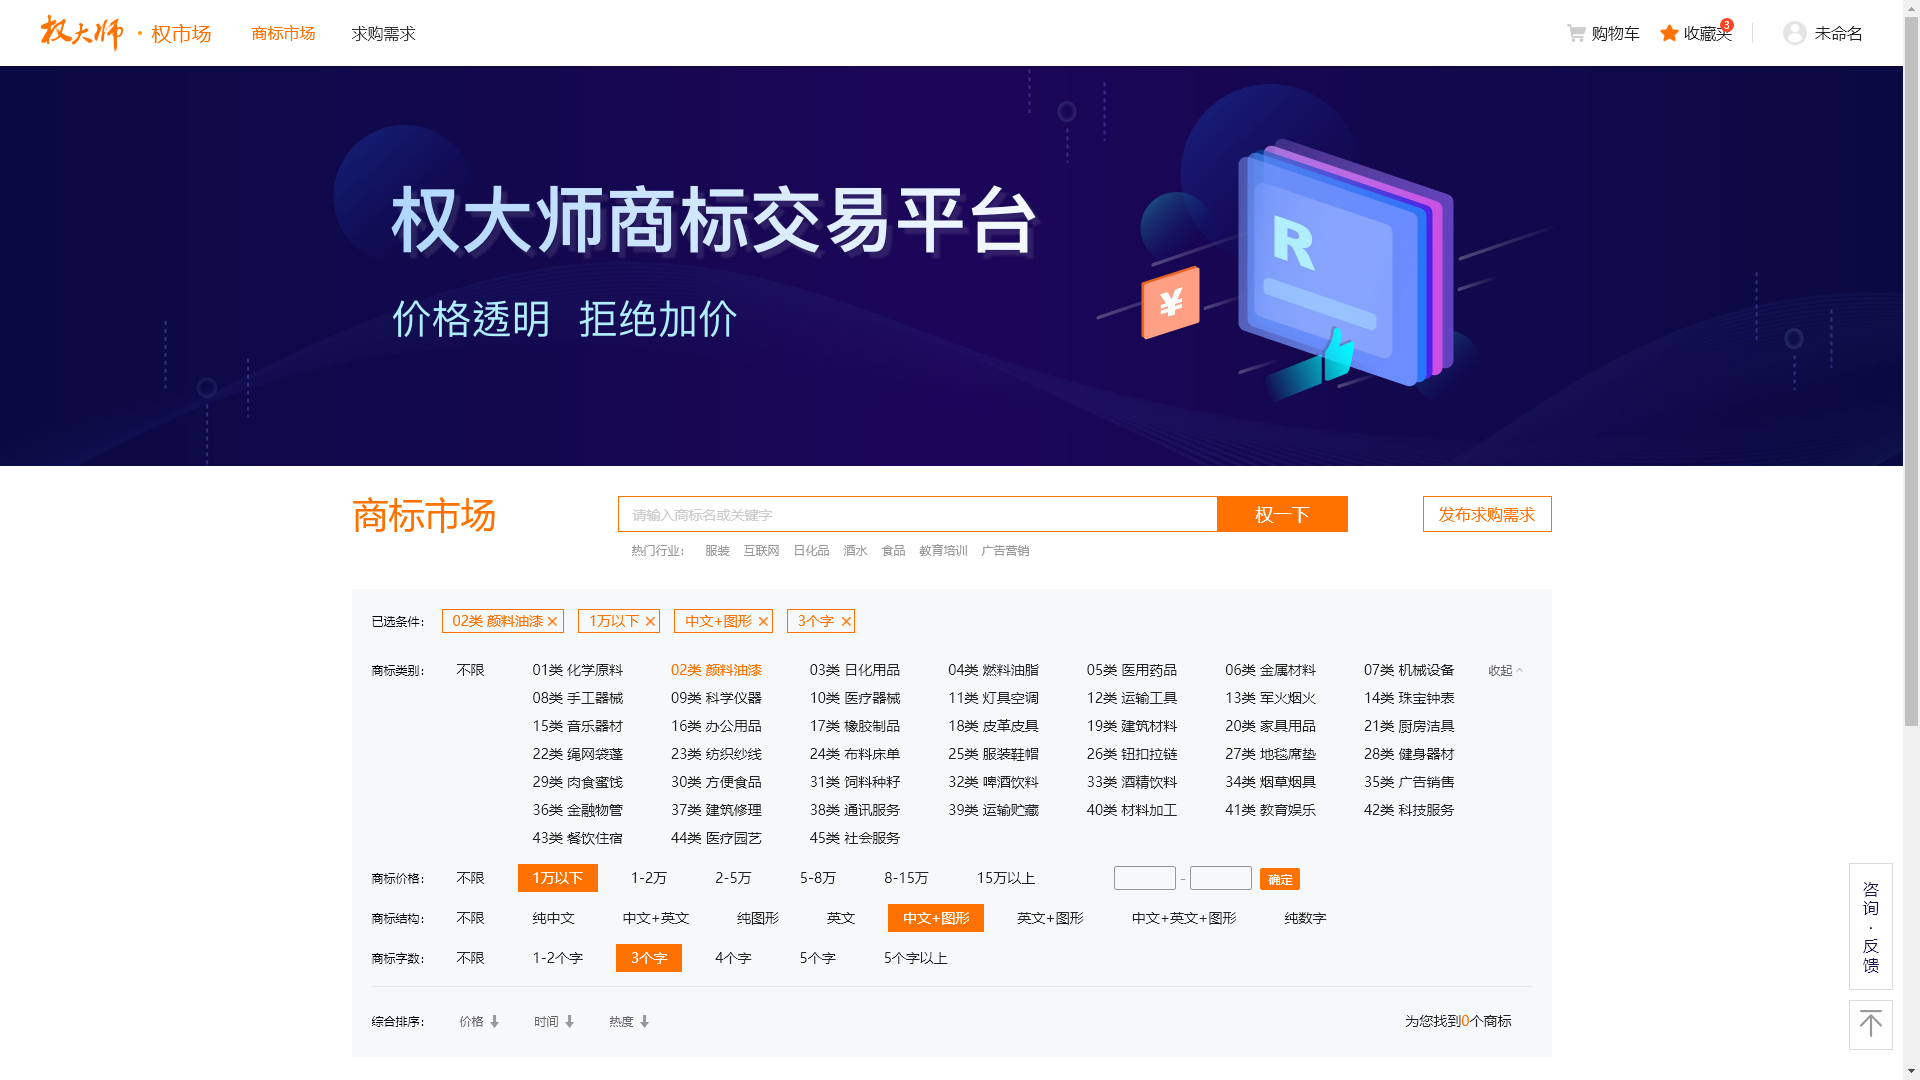 权大师 · 权市场 商标市场 求购需求 购物车 收藏夹 3 未命名
权大师商标交易平台
价格透明 拒绝加价
R
¥
商标市场 请输入商标名或关键字 权一下 发布求购需求
热门行业： 服装 互联网 日化品 酒水 食品 教育培训 广告营销
已选条件： 02类 颜料油漆 1万以下 中文+图形 3个字
商标类别： 不限 01类 化学原料 02类 颜料油漆 03类 日化用品 04类 燃料油脂 05类 医用药品 06类 金属材料 07类 机械设备 收起
08类 手工器械 09类 科学仪器 10类 医疗器械 11类 灯具空调 12类 运输工具 13类 军火烟火 14类 珠宝钟表
15类 音乐器材 16类 办公用品 17类 橡胶制品 18类 皮革皮具 19类 建筑材料 20类 家具用品 21类 厨房洁具
22类 绳网袋蓬 23类 纺织纱线 24类 布料床单 25类 服装鞋帽 26类 钮扣拉链 27类 地毯席垫 28类 健身器材
29类 肉食蜜饯 30类 方便食品 31类 饲料种籽 32类 啤酒饮料 33类 酒精饮料 34类 烟草烟具 35类 广告销售
36类 金融物管 37类 建筑修理 38类 通讯服务 39类 运输贮藏 40类 材料加工 41类 教育娱乐 42类 科技服务
43类 餐饮住宿 44类 医疗园艺 45类 社会服务
商标价格： 不限 1万以下 1-2万 2-5万 5-8万 8-15万 15万以上 - 确定
商标结构： 不限 纯中文 中文+英文 纯图形 英文 中文+图形 英文+图形 中文+英文+图形 纯数字
商标字数： 不限 1-2个字 3个字 4个字 5个字 5个字以上
综合排序： 价格 时间 热度 为您找到0个商标
咨询·反馈